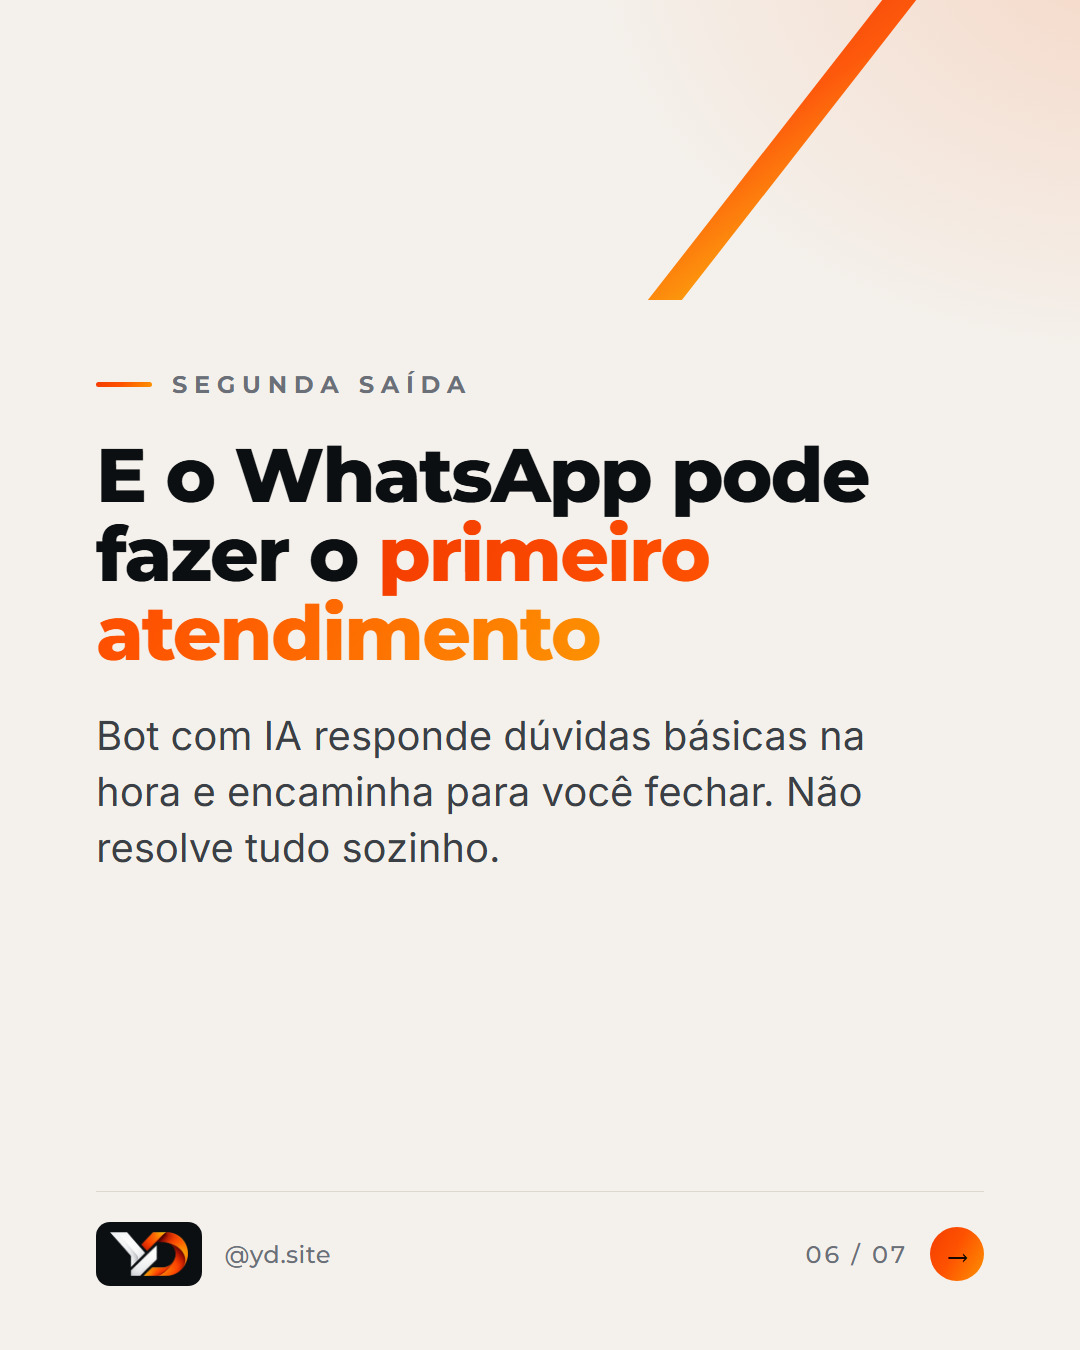 SEGUNDA SAÍDA
E o WhatsApp pode
fazer o primeiro
atendimento
Bot com IA responde dúvidas básicas na
hora e encaminha para você fechar. Não
resolve tudo sozinho.
YD
@yd.site
06 / 07
→